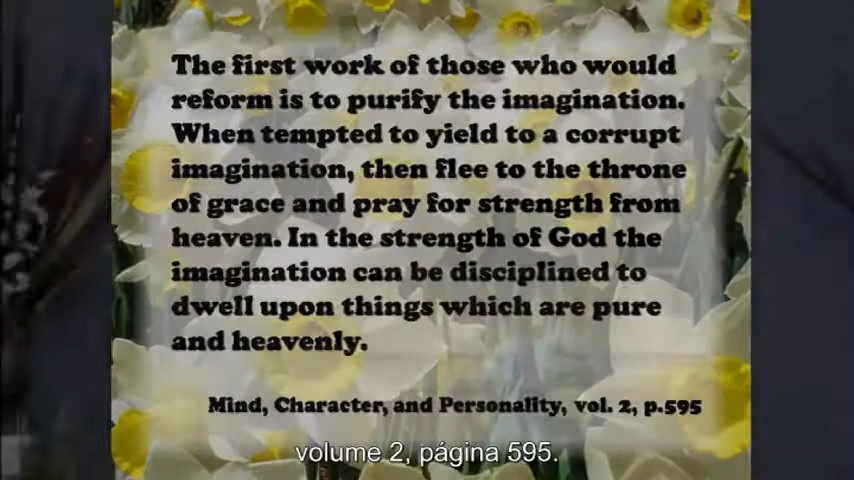 The first work of those who would
reform is to purify the imagination.
When tempted to yield to a corrupt
imagination, then flee to the throne
of grace and pray for strength from
heaven. In the strength of God the
imagination can be disciplined to
dwell upon things which are pure
and heavenly.
Mind, Character, and Personality, vol. 2, p.595
volume 2, página 595.